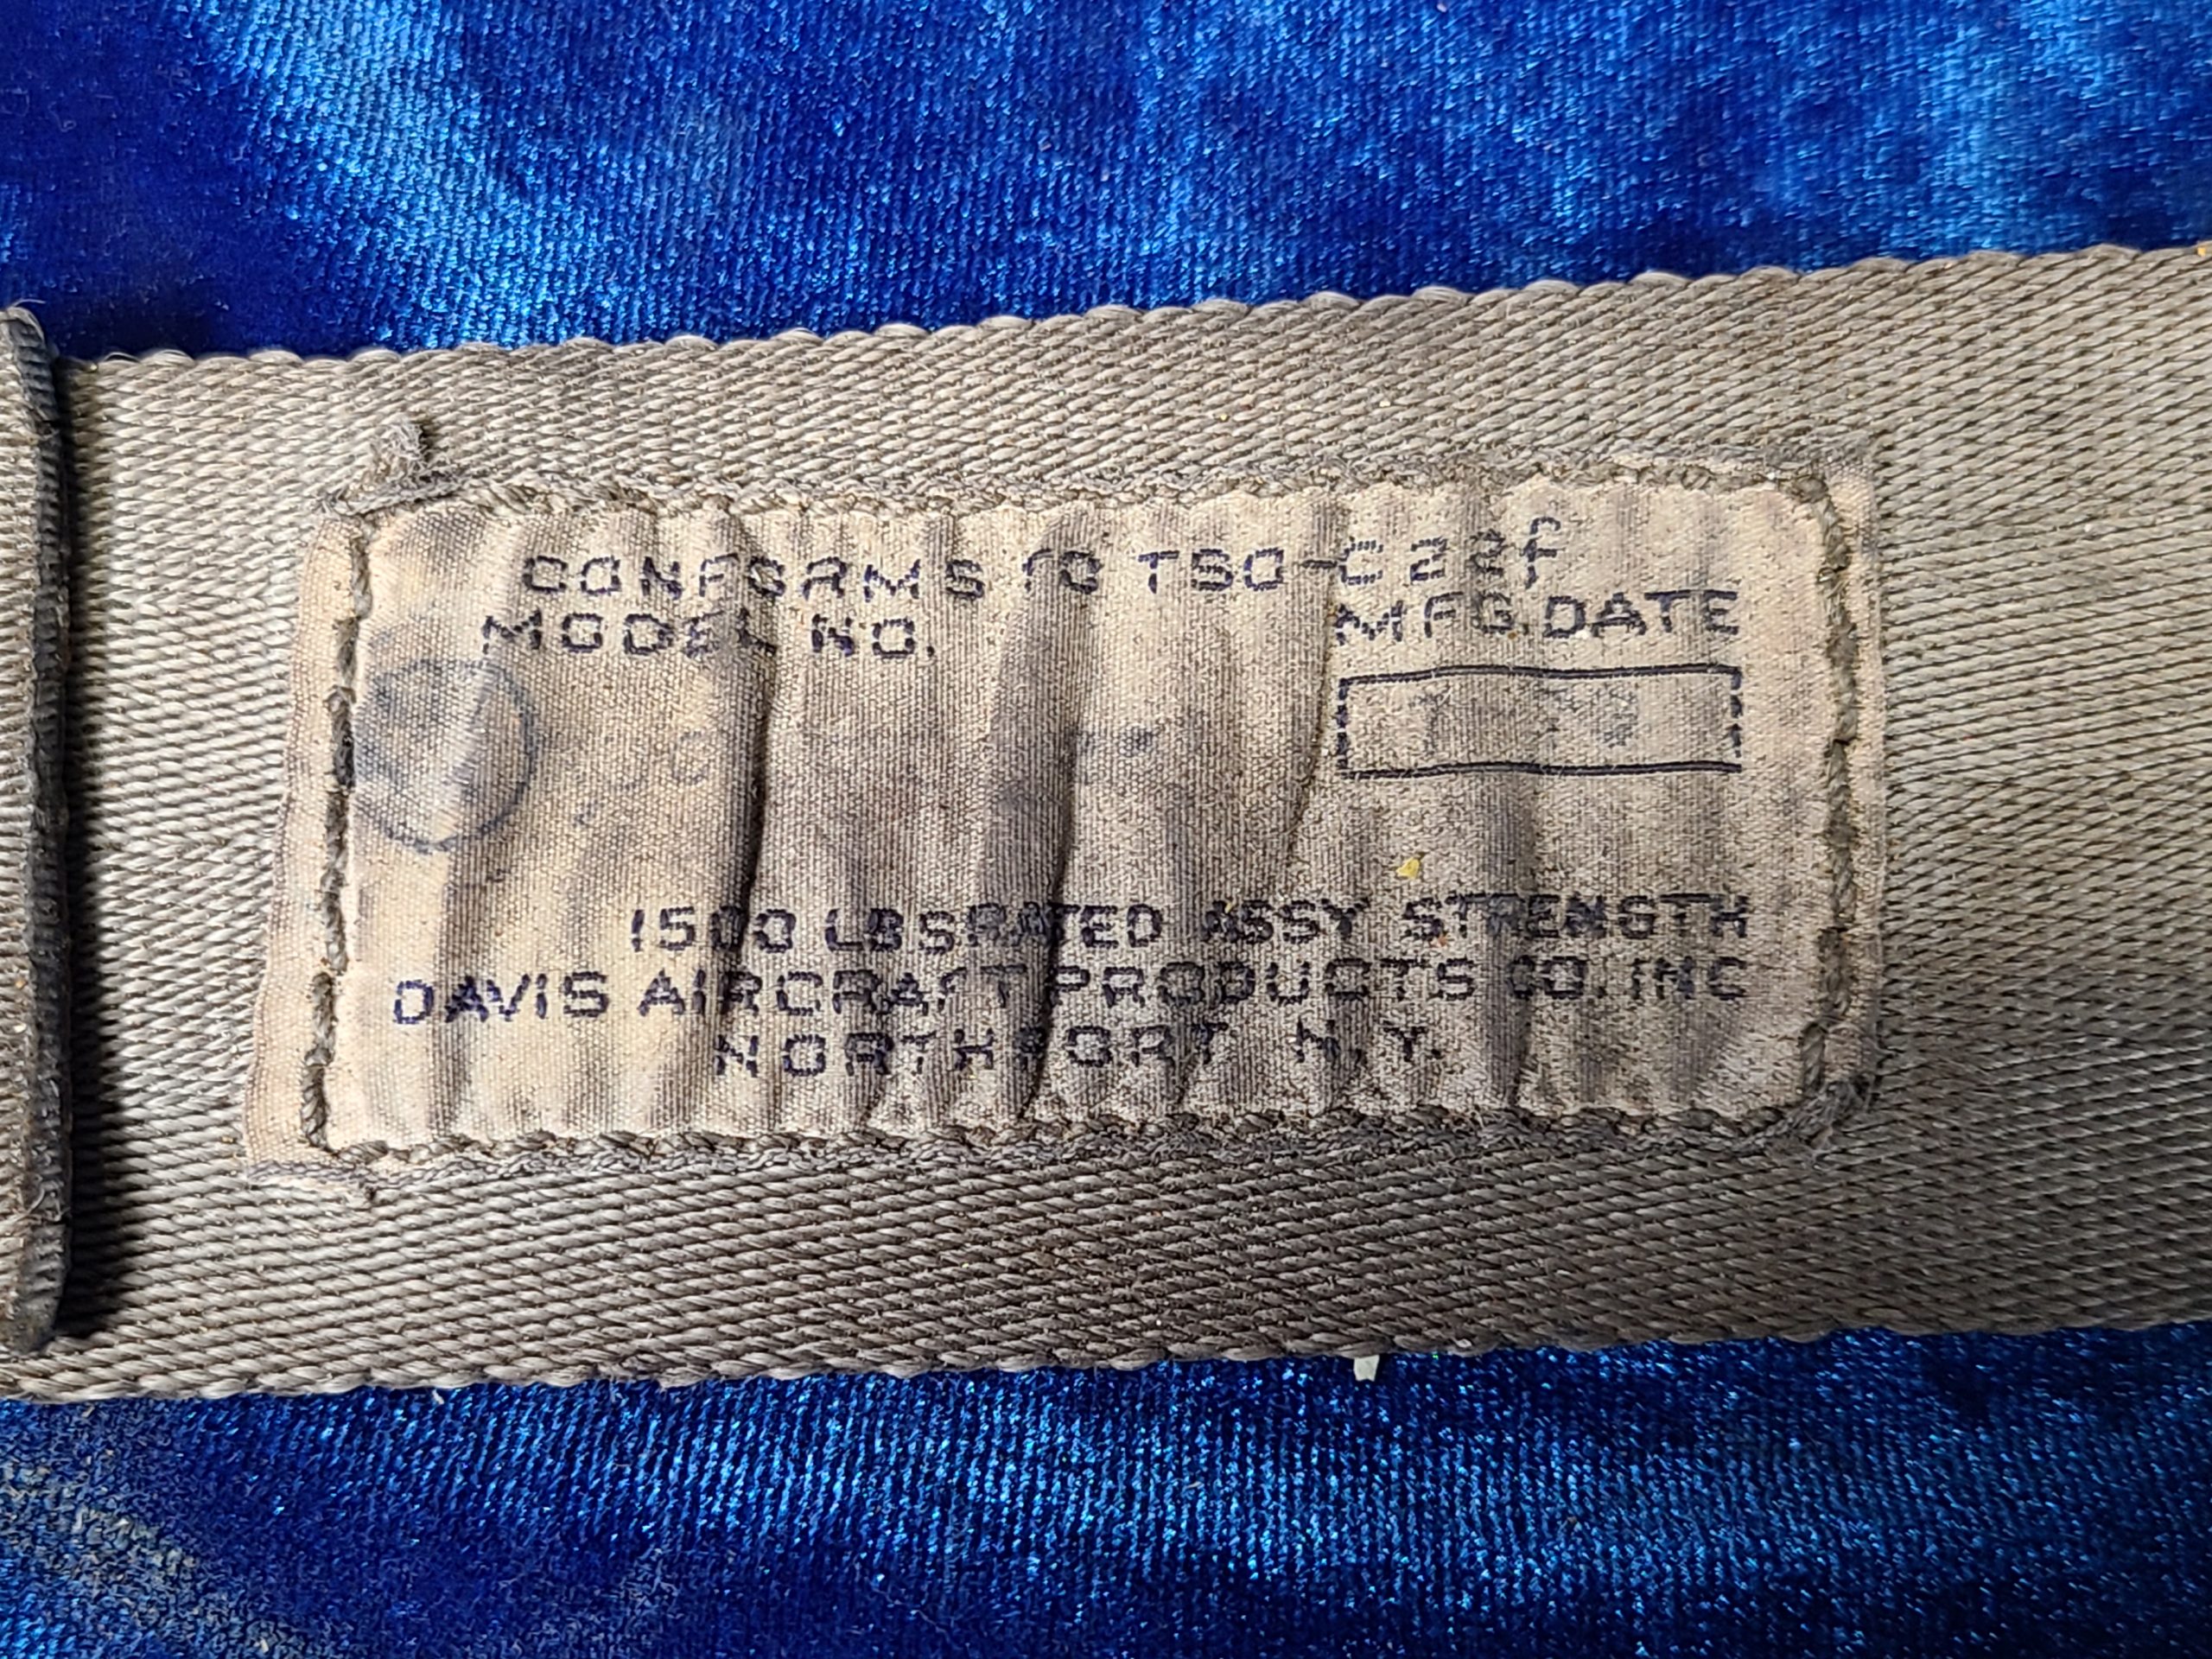 CONFORMS TO TSO-C22f
MODEL NO. MFG.DATE
1500 LBS RATED ASSY STRENGTH
DAVIS AIRCRAFT PRODUCTS CO. INC
NORTHPORT N.Y.